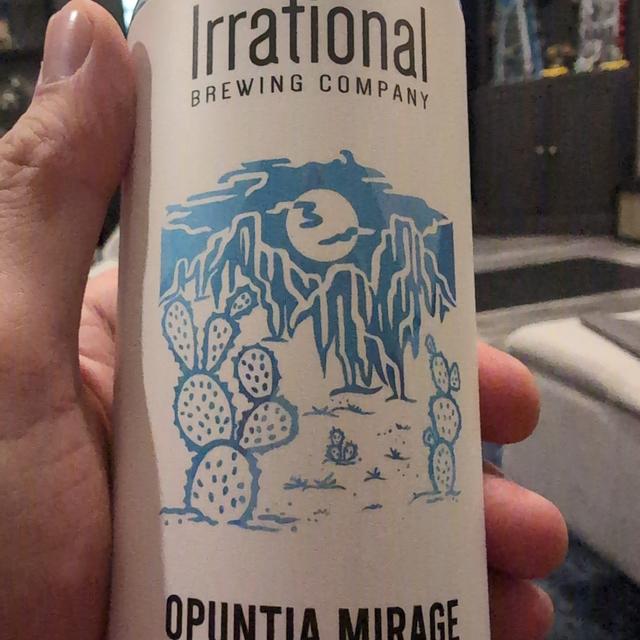 Irrational
BREWING COMPANY
OPUNTIA MIRAGE